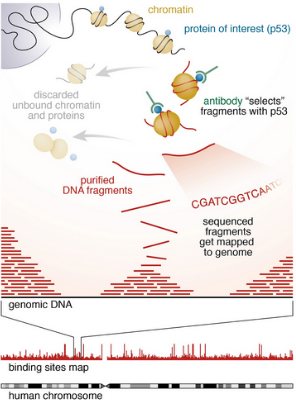 chromatin
protein of interest (p53)
discarded
unbound chromatin
and proteins
antibody "selects"
fragments with p53
purified
DNA fragments
CGATCGGTCAATC
sequenced
fragments
get mapped
to genome
genomic DNA
binding sites map
human chromosome